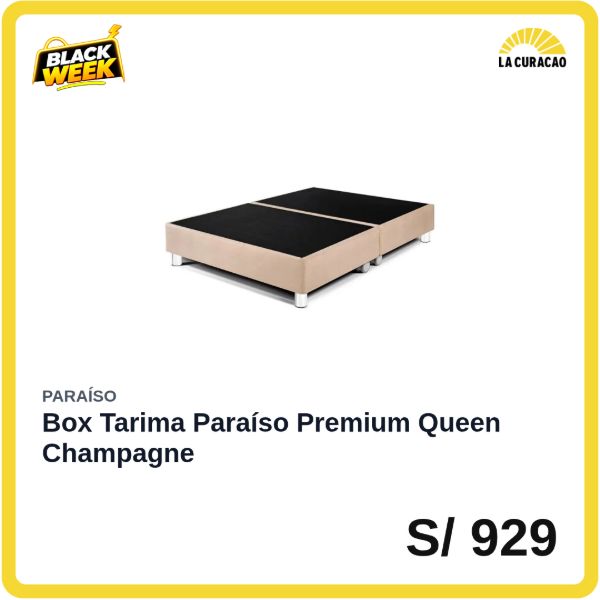 BLACK
WEEK
LA CURACAO
PARAÍSO
Box Tarima Paraíso Premium Queen
Champagne
S/ 929